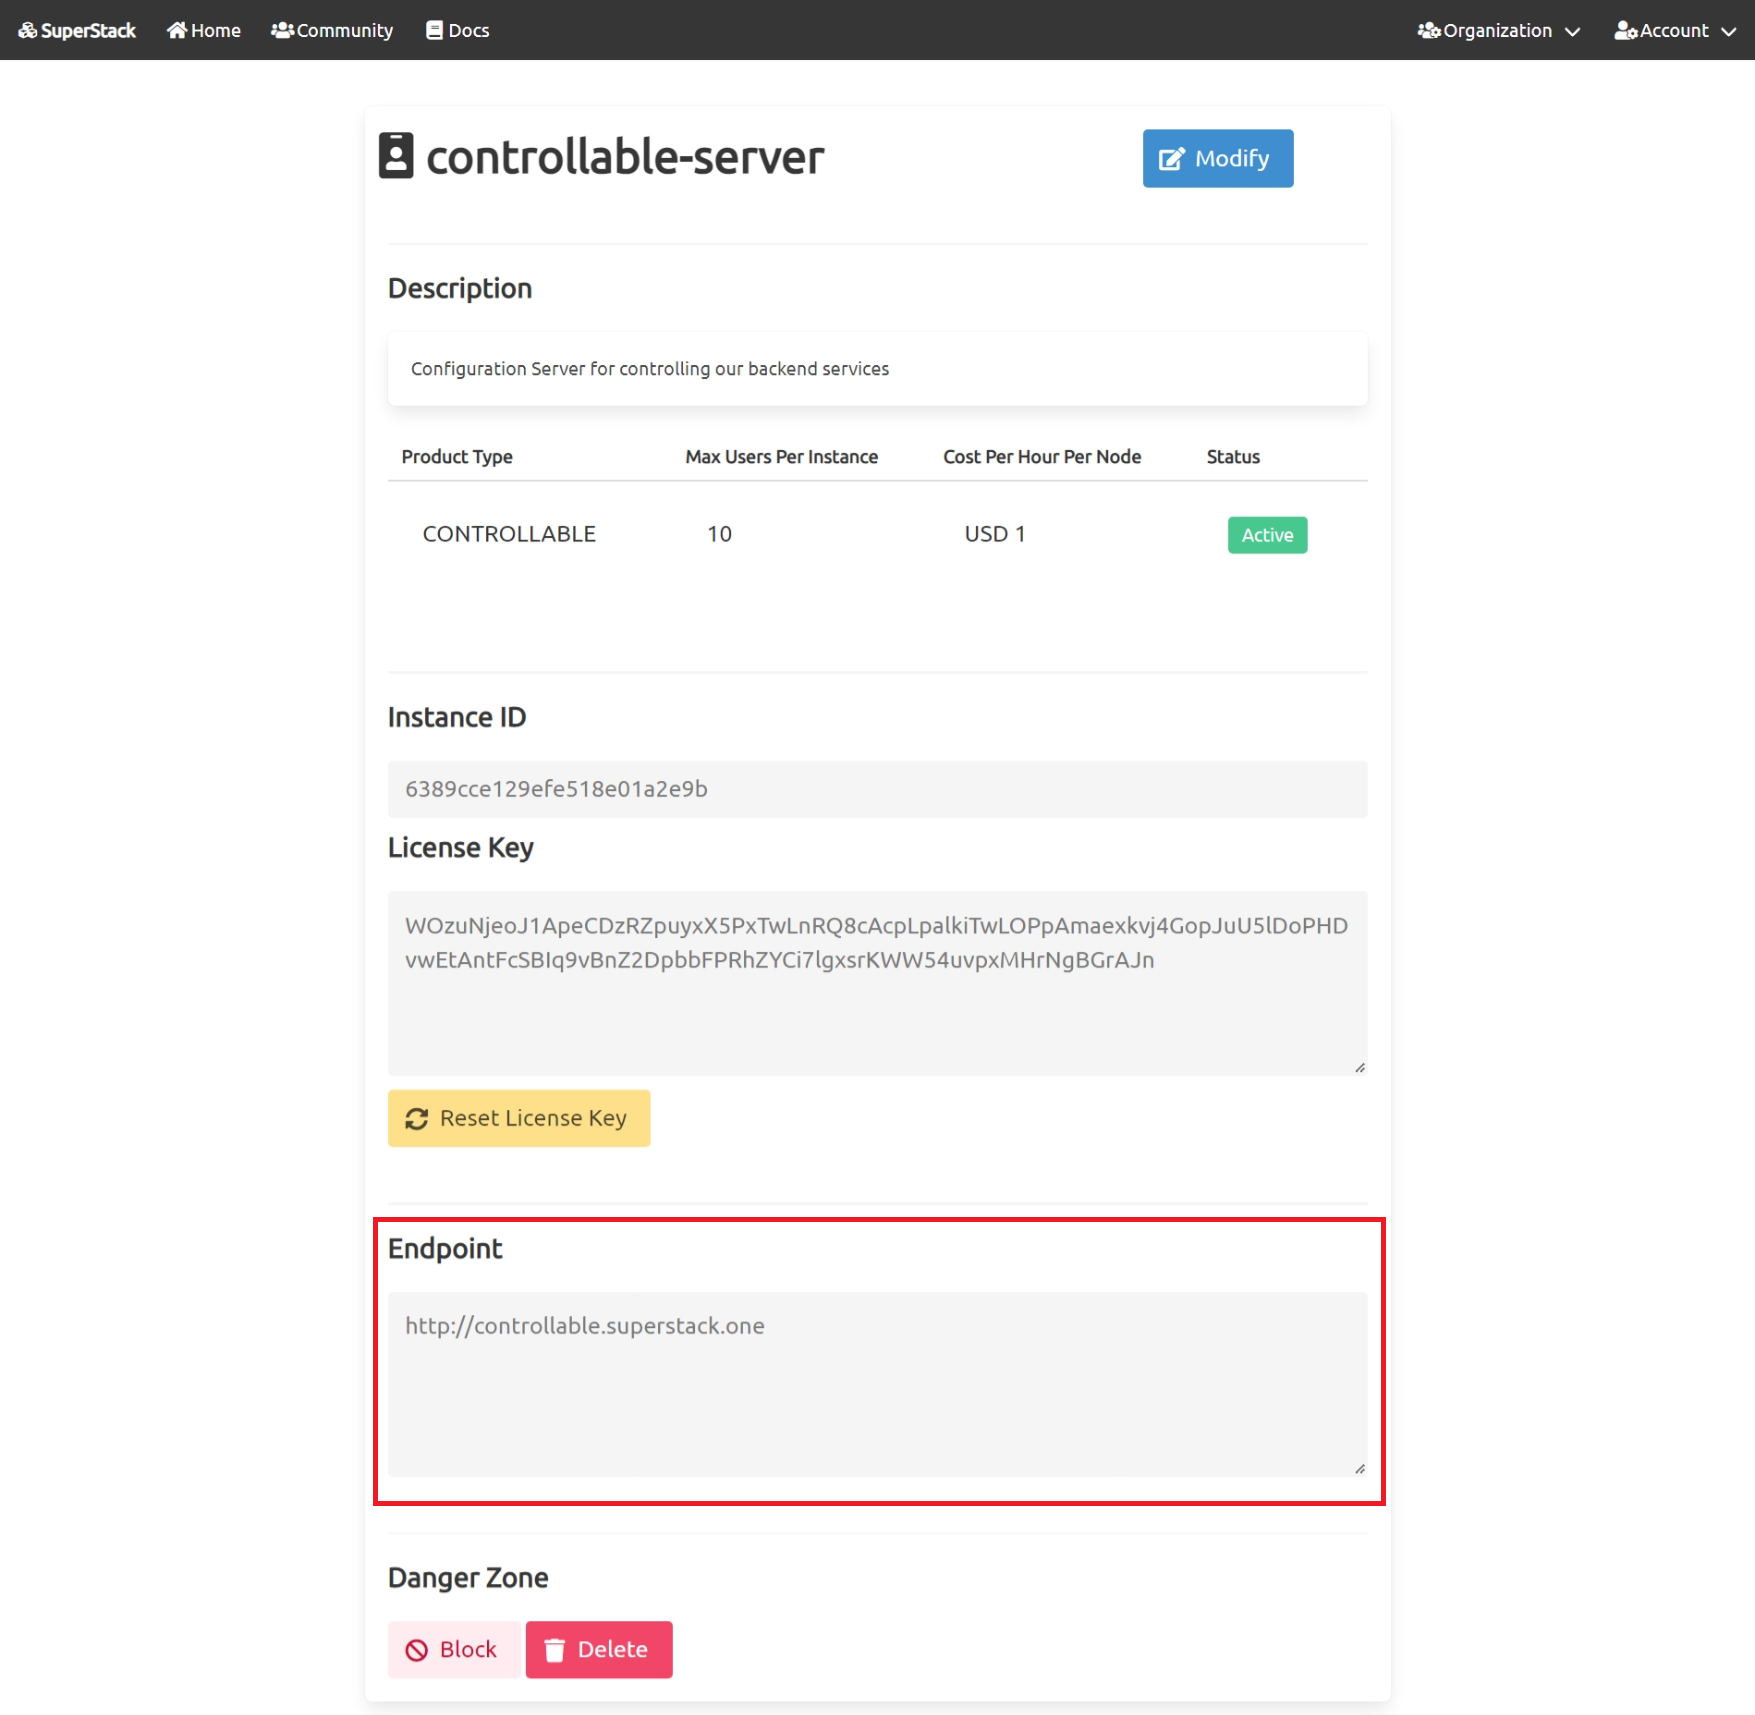 SuperStack Home Community Docs Organization Account
controllable-server
Modify
Description
Configuration Server for controlling our backend services
Product Type Max Users Per Instance Cost Per Hour Per Node Status
CONTROLLABLE 10 USD 1 Active
Instance ID
6389cce129efe518e01a2e9b
License Key
WOzuNjeoJ1ApeCDzRZpuyxX5PxTwLnRQ8cAcpLpalkiTwLOPpAmaexkvj4GopJuU5lDoPHD
vwEtAntFcSBIq9vBnZ2DpbbFPRhZYCi7lgxsrKWW54uvpxMHrNgBGrAJn
Reset License Key
Endpoint
http://controllable.superstack.one
Danger Zone
Block Delete